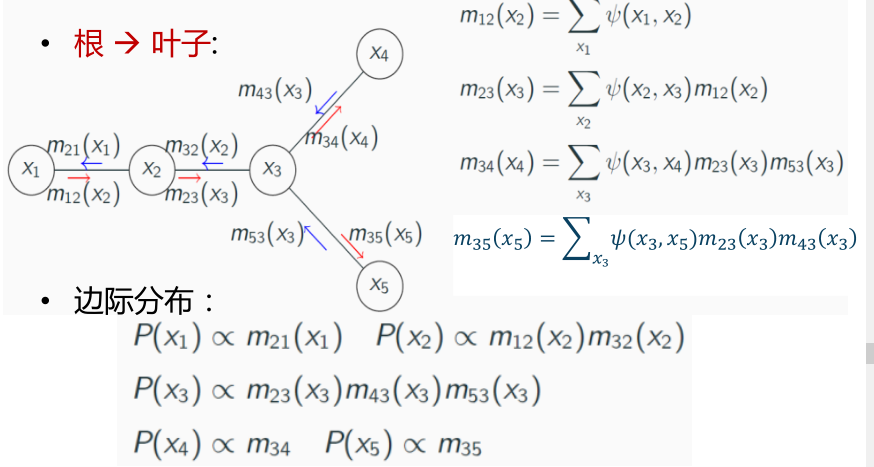 • 根 → 叶子:
m₁₂(x₂) = ∑_{x₁} ψ(x₁, x₂)
m₂₃(x₃) = ∑_{x₂} ψ(x₂, x₃)m₁₂(x₂)
m₃₄(x₄) = ∑_{x₃} ψ(x₃, x₄)m₂₃(x₃)m₅₃(x₃)
m₃₅(x₅) = ∑_{x₃} ψ(x₃, x₅)m₂₃(x₃)m₄₃(x₃)
x₄
m₄₃(x₃)
m₃₄(x₄)
m₂₁(x₁) m₃₂(x₂)
x₁ x₂ x₃
m₁₂(x₂) m₂₃(x₃)
m₅₃(x₃) m₃₅(x₅)
x₅
• 边际分布：
P(x₁) ∝ m₂₁(x₁) P(x₂) ∝ m₁₂(x₂)m₃₂(x₂)
P(x₃) ∝ m₂₃(x₃)m₄₃(x₃)m₅₃(x₃)
P(x₄) ∝ m₃₄ P(x₅) ∝ m₃₅